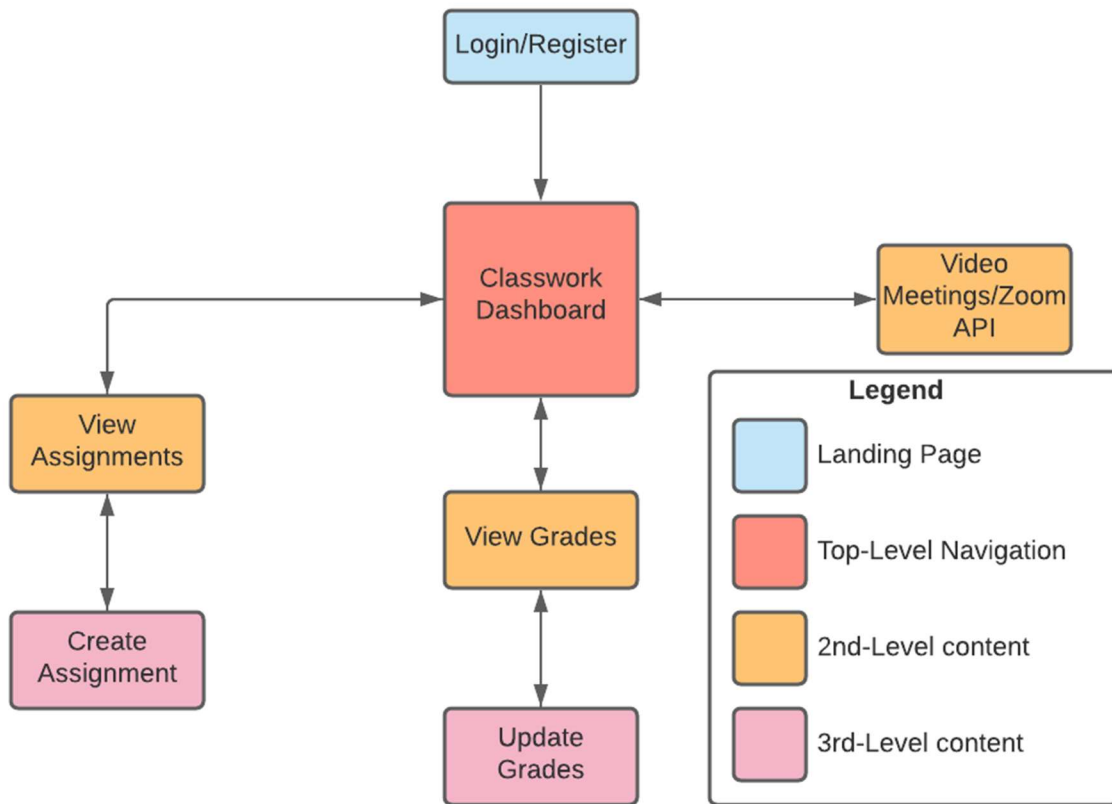 Login/Register
Classwork
Dashboard
Video
Meetings/Zoom
API
View
Assignments
View Grades
Create
Assignment
Update
Grades
Legend
Landing Page
Top-Level Navigation
2nd-Level content
3rd-Level content